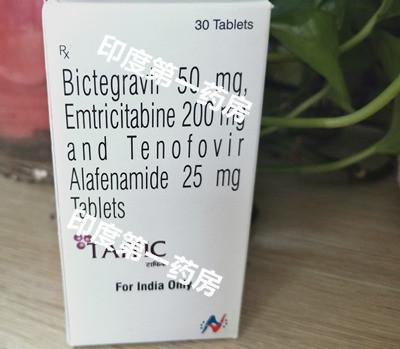 30 Tablets
Rx
Bictegravir 50 mg,
Emtricitabine 200 mg
and Tenofovir
Alafenamide 25 mg
Tablets
For India Only
印度第一药房
印度第一药房